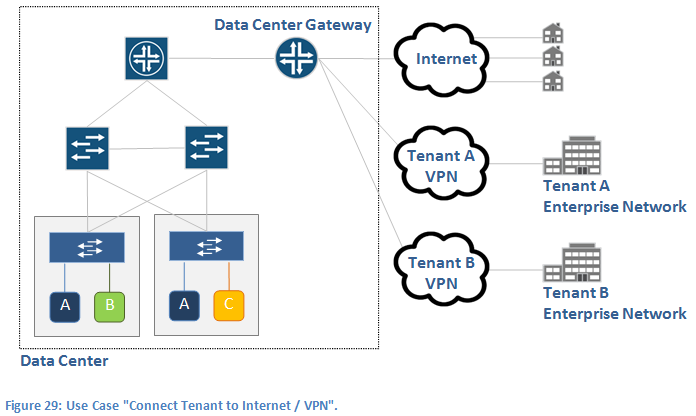 Data Center Gateway
Internet
Tenant A
VPN
Tenant A
Enterprise Network
Tenant B
VPN
Tenant B
Enterprise Network
A
B
A
C
Data Center
Figure 29: Use Case "Connect Tenant to Internet / VPN".